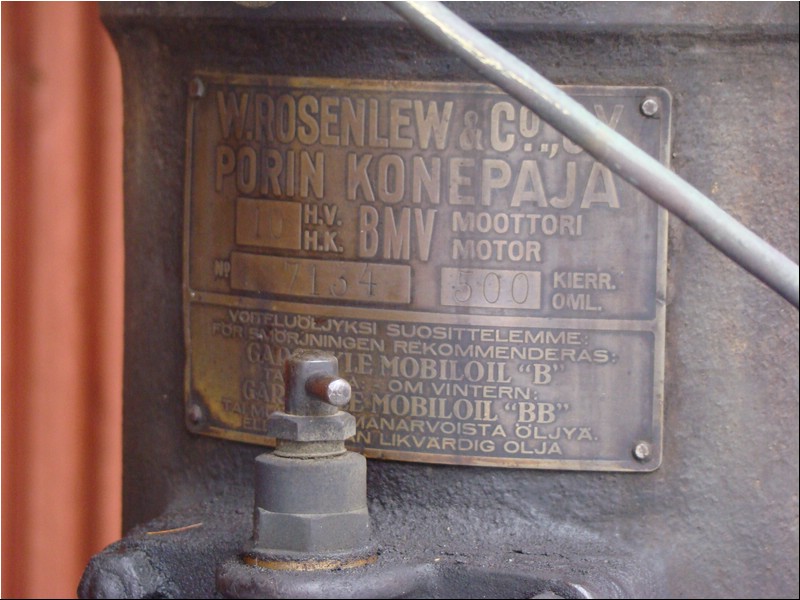 W. ROSENLEW & Co.,
PORIN KONEPAJA
H.V.
H.K.
BMV
MOOTTORI
MOTOR
No 7134
500
KIERR.
OML.
VOITELUÖLJYKSI SUOSITTELEMME:
FÖR SMÖRJNINGEN REKOMMENDERAS:
MOBILOIL "B"
OM VINTERN:
MOBILOIL "BB"
ÖLJYÄ.
LIKVÄRDIG OLJA